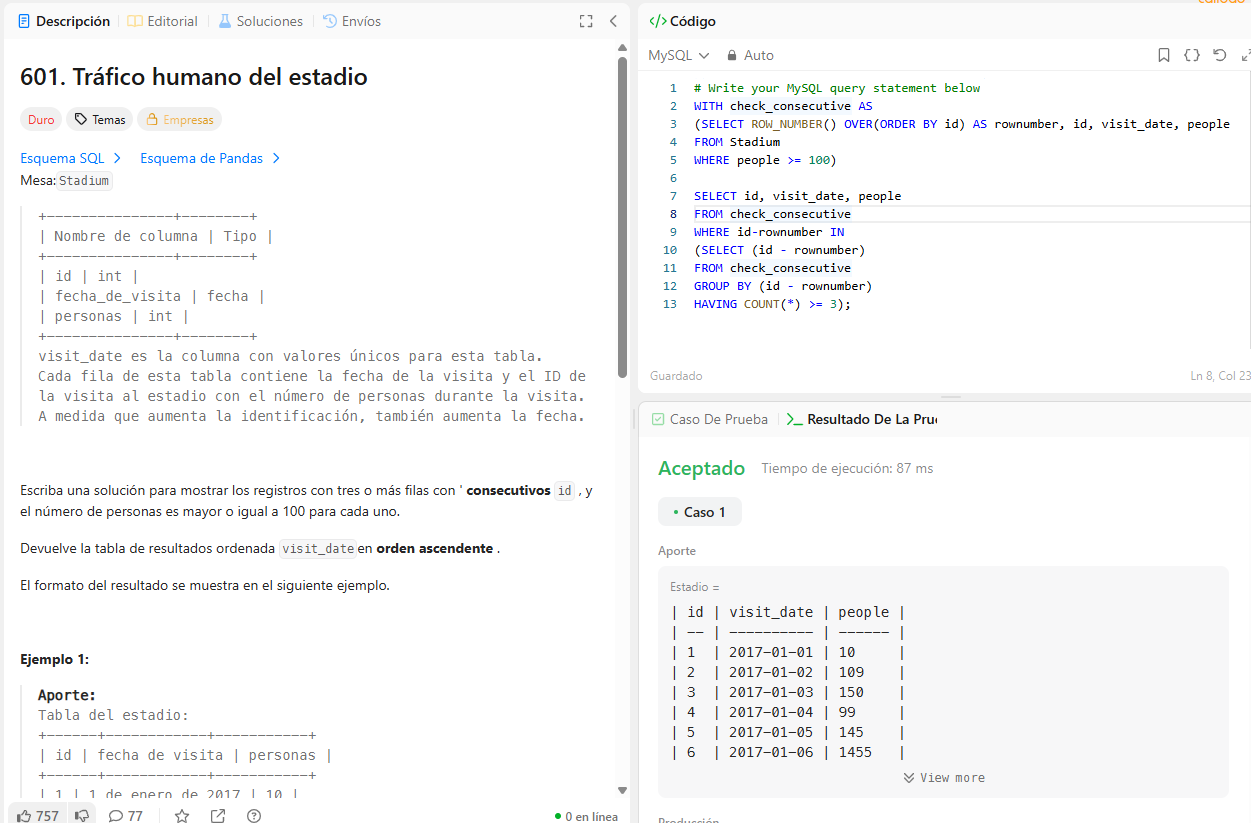 Descripción
Editorial
Soluciones
Envíos
601. Tráfico humano del estadio
Duro
Temas
Empresas
Esquema SQL >
Esquema de Pandas >
Mesa: Stadium
+---------------+--------+
| Nombre de columna | Tipo |
+---------------+--------+
| id | int |
| fecha_de_visita | fecha |
| personas | int |
+---------------+--------+
visit_date es la columna con valores únicos para esta tabla.
Cada fila de esta tabla contiene la fecha de la visita y el ID de
la visita al estadio con el número de personas durante la visita.
A medida que aumenta la identificación, también aumenta la fecha.
Escriba una solución para mostrar los registros con tres o más filas con ' consecutivos id , y
el número de personas es mayor o igual a 100 para cada uno.
Devuelve la tabla de resultados ordenada visit_date en orden ascendente .
El formato del resultado se muestra en el siguiente ejemplo.
Ejemplo 1:
Aporte:
Tabla del estadio:
+------+------------+-----------+
| id | fecha de visita | personas |
+------+------------+-----------+
| 1 | 1 de enero de 2017 | 10 |
757
77
0 en línea
</> Código
MySQL
Auto
1 # Write your MySQL query statement below
2 WITH check_consecutive AS
3 (SELECT ROW_NUMBER() OVER(ORDER BY id) AS rownumber, id, visit_date, people
4 FROM Stadium
5 WHERE people >= 100)
6
7 SELECT id, visit_date, people
8 FROM check_consecutive
9 WHERE id-rownumber IN
10 (SELECT (id - rownumber)
11 FROM check_consecutive
12 GROUP BY (id - rownumber)
13 HAVING COUNT(*) >= 3);
Guardado
Ln 8, Col 23
Caso De Prueba
Resultado De La Pru
Aceptado
Tiempo de ejecución: 87 ms
• Caso 1
Aporte
Estadio =
| id | visit_date | people |
| -- | ---------- | ------ |
| 1 | 2017-01-01 | 10 |
| 2 | 2017-01-02 | 109 |
| 3 | 2017-01-03 | 150 |
| 4 | 2017-01-04 | 99 |
| 5 | 2017-01-05 | 145 |
| 6 | 2017-01-06 | 1455 |
View more
Producción